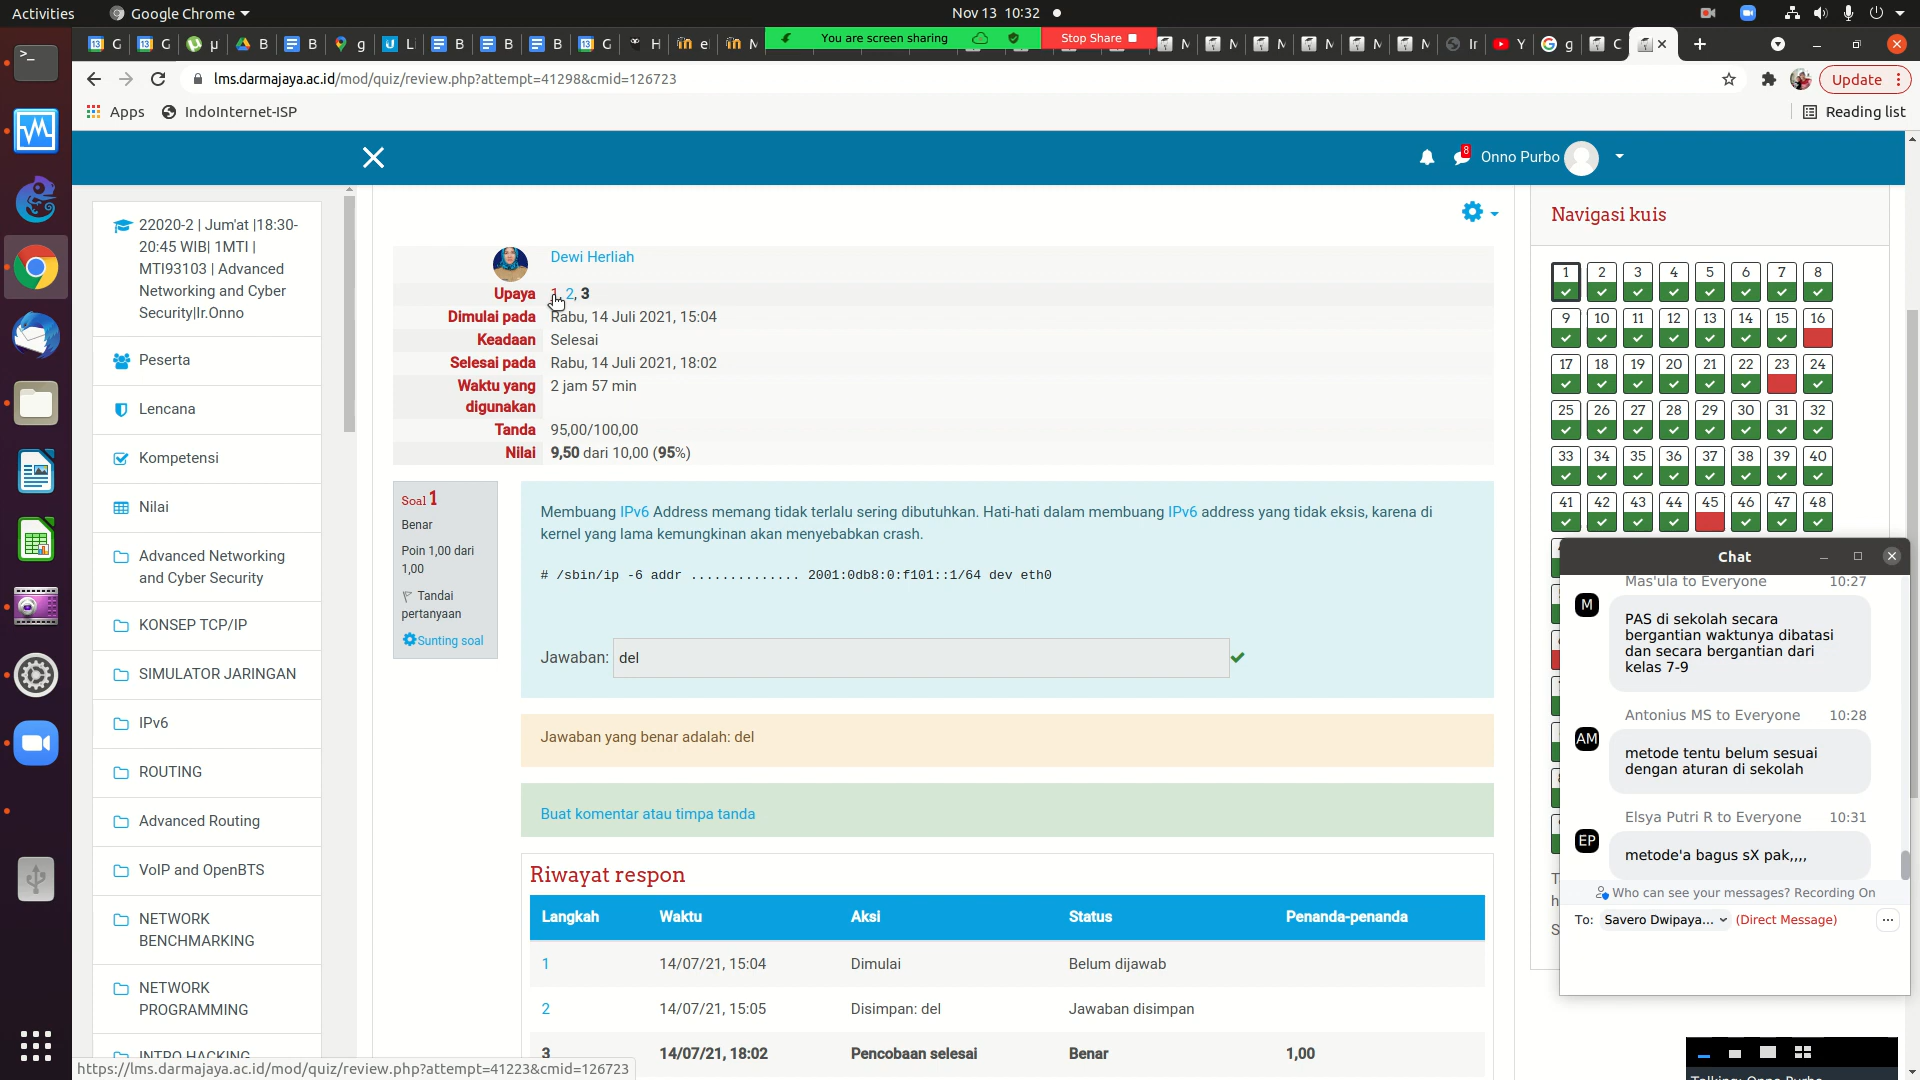 Activities
Google Chrome
Nov 13 10:32
You are screen sharing
Stop Share
lms.darmajaya.ac.id/mod/quiz/review.php?attempt=41298&cmid=126723
Update
Apps
IndoInternet-ISP
Reading list
8
Onno Purbo
22020-2 | Jum'at |18:30-
20:45 WIB| 1MTI |
MTI93103 | Advanced
Networking and Cyber
Security|Ir.Onno
Peserta
Lencana
Kompetensi
Nilai
Advanced Networking
and Cyber Security
KONSEP TCP/IP
SIMULATOR JARINGAN
IPv6
ROUTING
Advanced Routing
VoIP and OpenBTS
NETWORK
BENCHMARKING
NETWORK
PROGRAMMING
INTRO HACKING
Dewi Herliah
Upaya 1, 2, 3
Dimulai pada Rabu, 14 Juli 2021, 15:04
Keadaan Selesai
Selesai pada Rabu, 14 Juli 2021, 18:02
Waktu yang digunakan 2 jam 57 min
Tanda 95,00/100,00
Nilai 9,50 dari 10,00 (95%)
Soal 1
Benar
Poin 1,00 dari
1,00
Tandai
pertanyaan
Sunting soal
Membuang IPv6 Address memang tidak terlalu sering dibutuhkan. Hati-hati dalam membuang IPv6 address yang tidak eksis, karena di
kernel yang lama kemungkinan akan menyebabkan crash.
# /sbin/ip -6 addr .............. 2001:0db8:0:f101::1/64 dev eth0
Jawaban: del
Jawaban yang benar adalah: del
Buat komentar atau timpa tanda
Riwayat respon
Langkah Waktu Aksi Status Penanda-penanda
1 14/07/21, 15:04 Dimulai Belum dijawab
2 14/07/21, 15:05 Disimpan: del Jawaban disimpan
3 14/07/21, 18:02 Pencobaan selesai Benar 1,00
Navigasi kuis
1 2 3 4 5 6 7 8
9 10 11 12 13 14 15 16
17 18 19 20 21 22 23 24
25 26 27 28 29 30 31 32
33 34 35 36 37 38 39 40
41 42 43 44 45 46 47 48
Chat
Mas'ula to Everyone 10:27
M
PAS di sekolah secara
bergantian waktunya dibatasi
dan secara bergantian dari
kelas 7-9
Antonius MS to Everyone 10:28
AM
metode tentu belum sesuai
dengan aturan di sekolah
Elsya Putri R to Everyone 10:31
EP
metode'a bagus sX pak,,,,
Who can see your messages? Recording On
To: Savero Dwipaya... (Direct Message)
https://lms.darmajaya.ac.id/mod/quiz/review.php?attempt=41223&cmid=126723
Talking: Onno Purbo